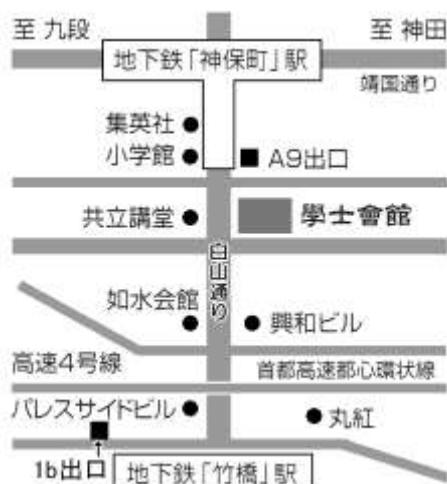 至 九段
至 神田
地下鉄「神保町」駅
靖国通り
集英社
小学館
A9出口
共立講堂
學士會館
白山通り
如水会館
興和ビル
高速4号線
首都高速都心環状線
パレスサイドビル
丸紅
1b出口
地下鉄「竹橋」駅